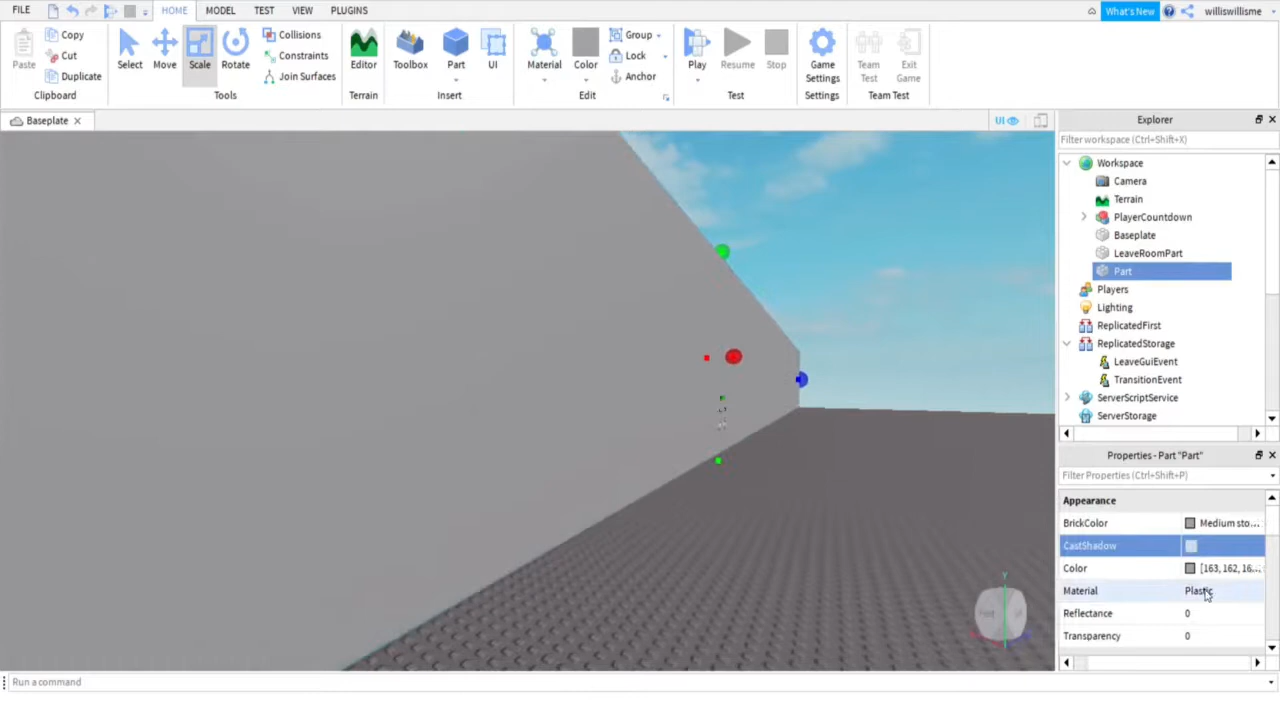 FILE HOME MODEL TEST VIEW PLUGINS What's New williswillisme
Paste Copy Cut Duplicate Select Move Scale Rotate Collisions Constraints Join Surfaces Editor Toolbox Part UI Material Color Group Lock Anchor Play Resume Stop Game Settings Team Test Exit Game
Clipboard Tools Terrain Insert Edit Test Settings Team Test
Baseplate UI
Explorer
Filter workspace (Ctrl+Shift+X)
Workspace
Camera
Terrain
PlayerCountdown
Baseplate
LeaveRoomPart
Part
Players
Lighting
ReplicatedFirst
ReplicatedStorage
LeaveGuiEvent
TransitionEvent
ServerScriptService
ServerStorage
Properties - Part "Part"
Filter Properties (Ctrl+Shift+P)
Appearance
BrickColor Medium sto...
CastShadow
Color [163, 162, 16...
Material Plastic
Reflectance 0
Transparency 0
Y
Run a command